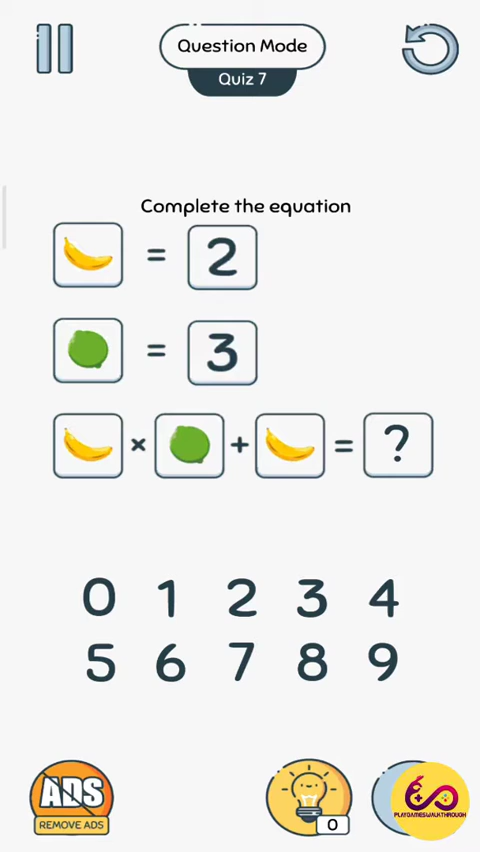 Question Mode
Quiz 7
Complete the equation
= 2
= 3
× + = ?
0 1 2 3 4
5 6 7 8 9
ADS
REMOVE ADS
0
PLAYGAMESWALKTHROUGH